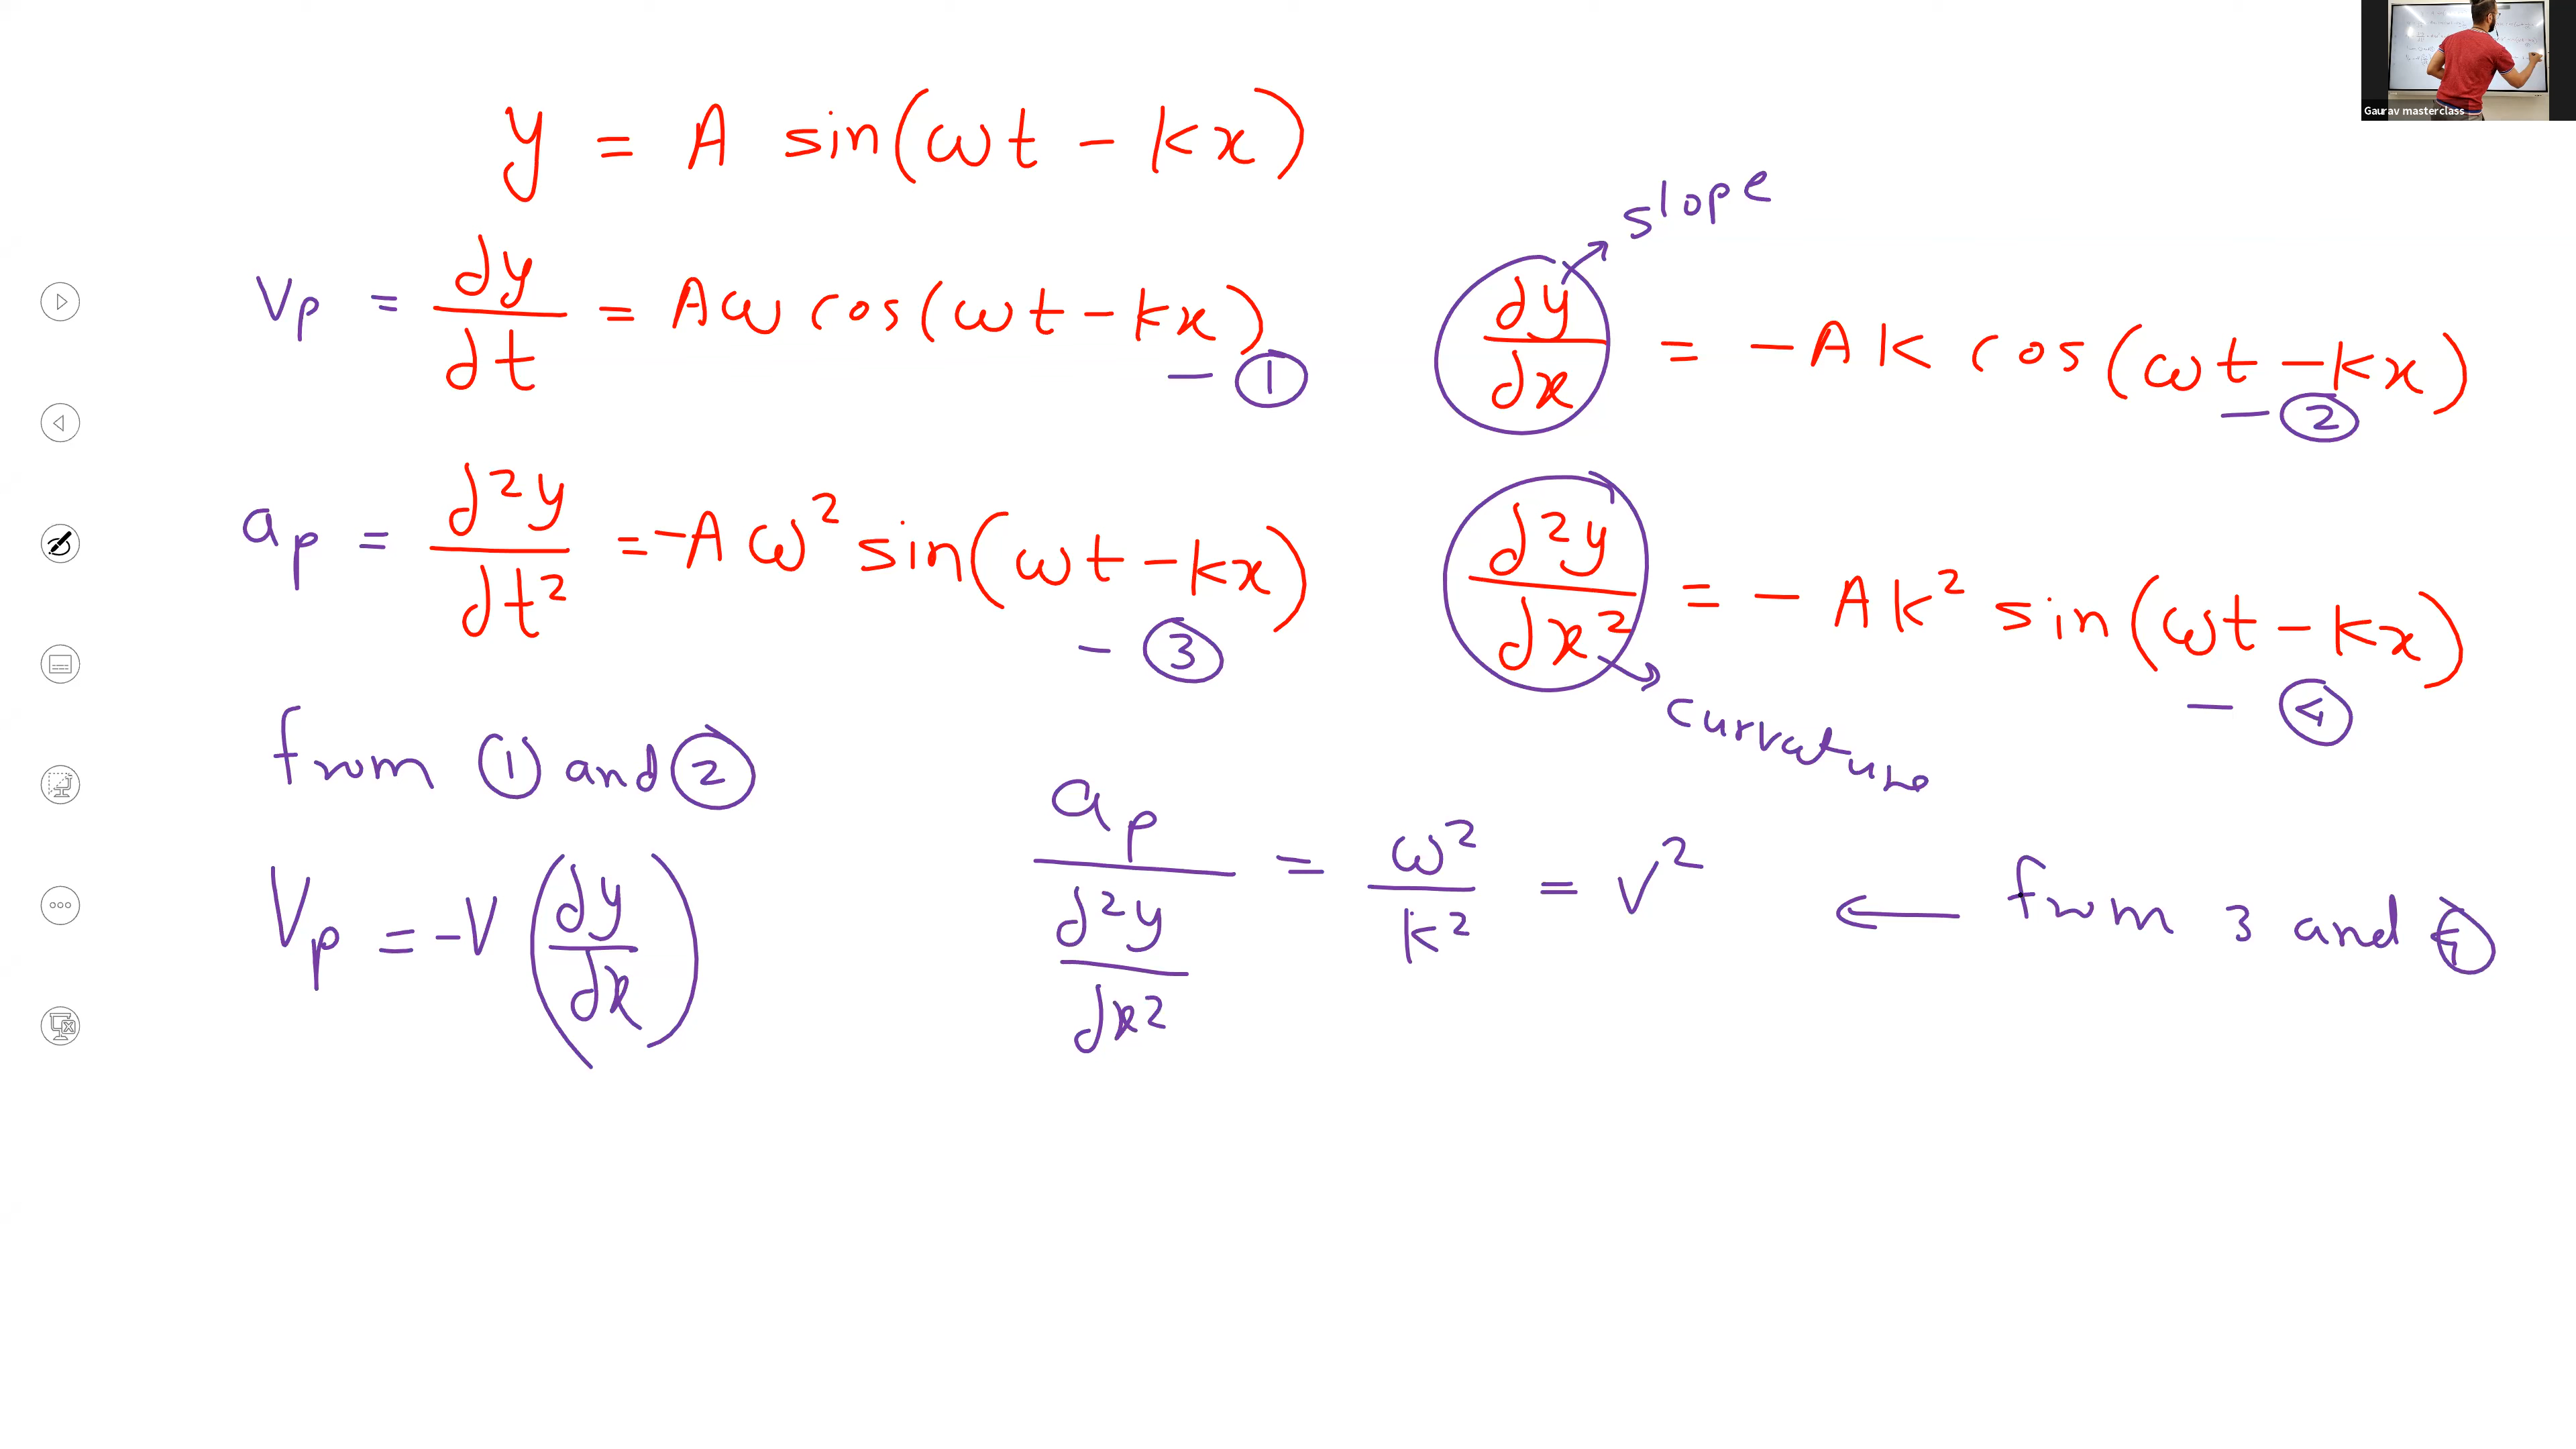 y = A sin(ωt - kx)
slope
Vp = dy/dt = Aω cos(ωt - kx) - ①
dy/dx = -AK cos(ωt - kx) - ②
ap = d²y/dt² = -Aω² sin(ωt - kx) - ③
d²y/dx² = -AK² sin(ωt - kx) - ④
curvature
from ① and ②
Vp = -V (dy/dx)
ap / (d²y/dx²) = ω²/k² = v² ← from 3 and ④
Gaurav masterclass